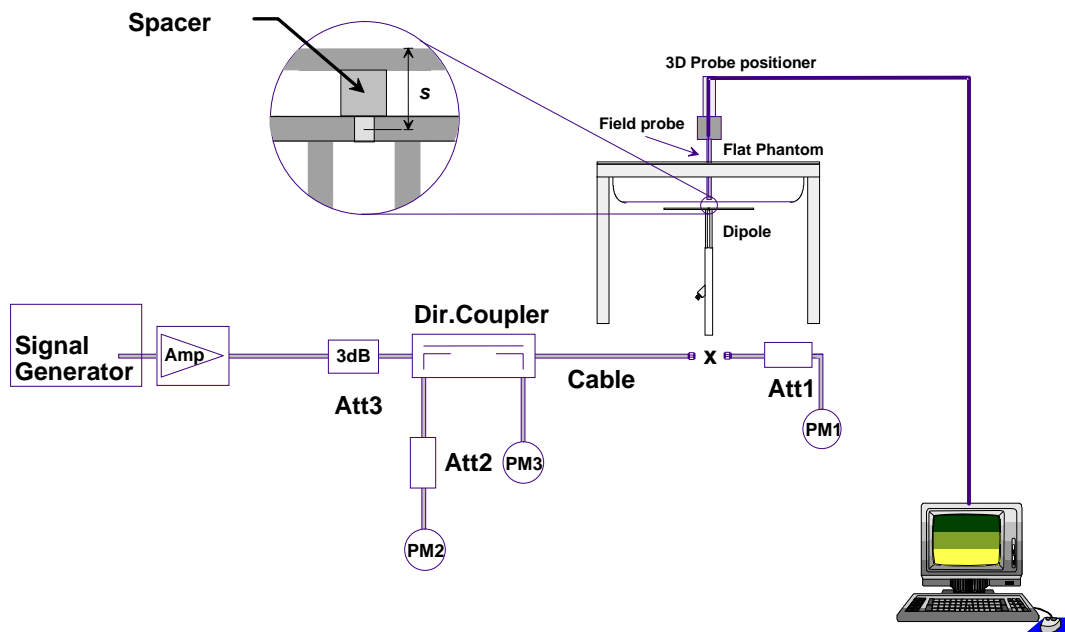 Spacer
s
3D Probe positioner
Field probe
Flat Phantom
Dipole
Dir.Coupler
Signal
Generator
Amp
3dB
Att3
Cable
x
Att1
PM1
Att2
PM3
PM2